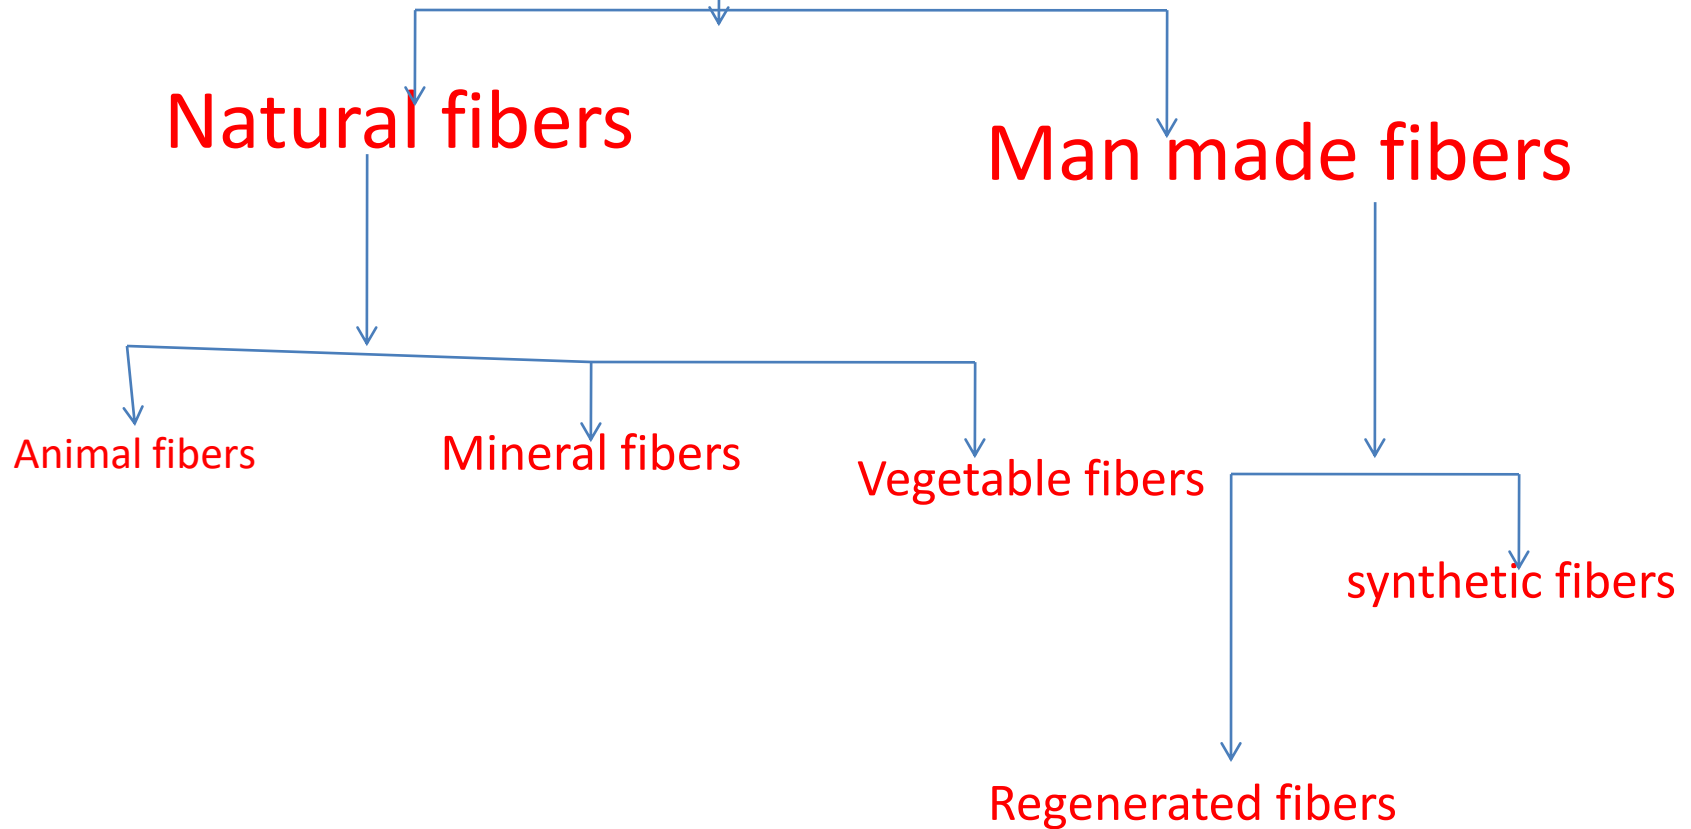 Natural fibers
Man made fibers
Animal fibers
Mineral fibers
Vegetable fibers
synthetic fibers
Regenerated fibers